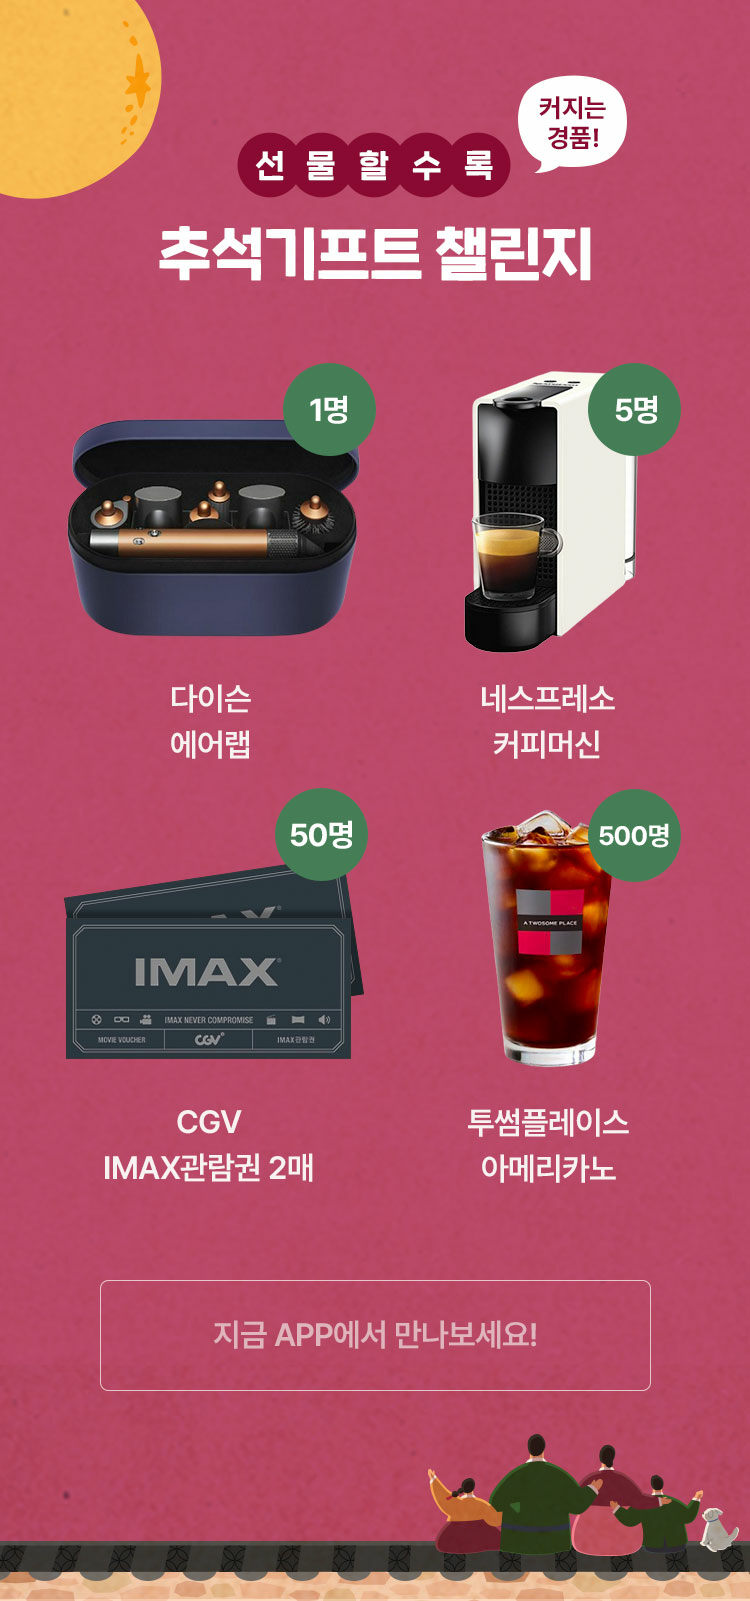 커지는
경품!
선물할수록
추석기프트 챌린지
1명
5명
다이슨
에어랩
네스프레소
커피머신
50명
500명
IMAX
IMAX NEVER COMPROMISE
MOVIE VOUCHER
CGV
IMAX관람권
A TWOSOME PLACE
CGV
IMAX관람권 2매
투썸플레이스
아메리카노
지금 APP에서 만나보세요!